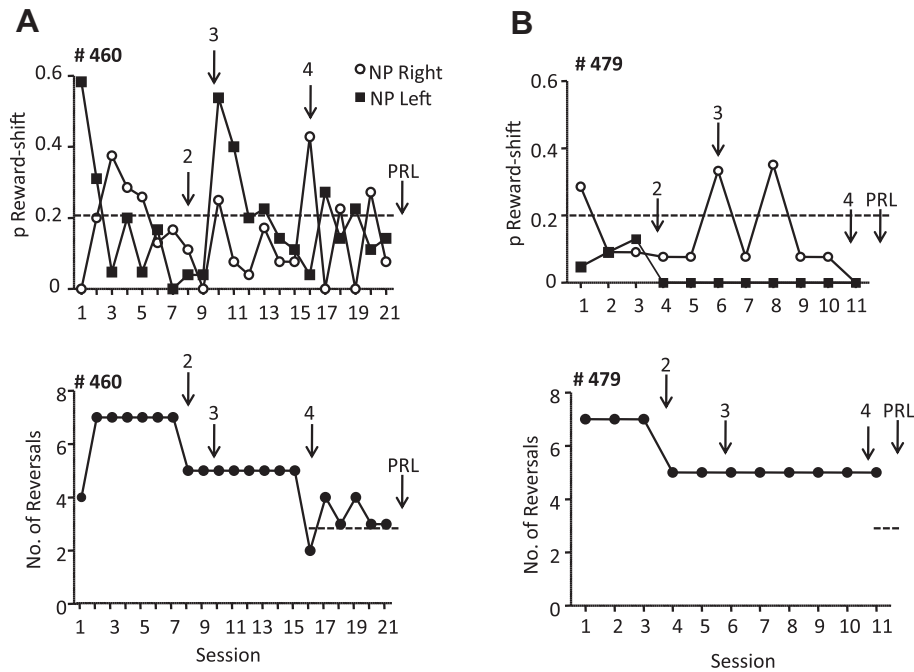 A
# 460
3
4
2
NP Right
NP Left
PRL
p Reward-shift
0.6
0.4
0.2
0
1 3 5 7 9 11 13 15 17 19 21
B
# 479
2
3
4 PRL
p Reward-shift
0.6
0.4
0.2
0
1 2 3 4 5 6 7 8 9 10 11
# 460
2
3
4
PRL
No. of Reversals
8
6
4
2
0
1 3 5 7 9 11 13 15 17 19 21
Session
# 479
2
3
4 PRL
No. of Reversals
8
6
4
2
0
1 2 3 4 5 6 7 8 9 10 11
Session